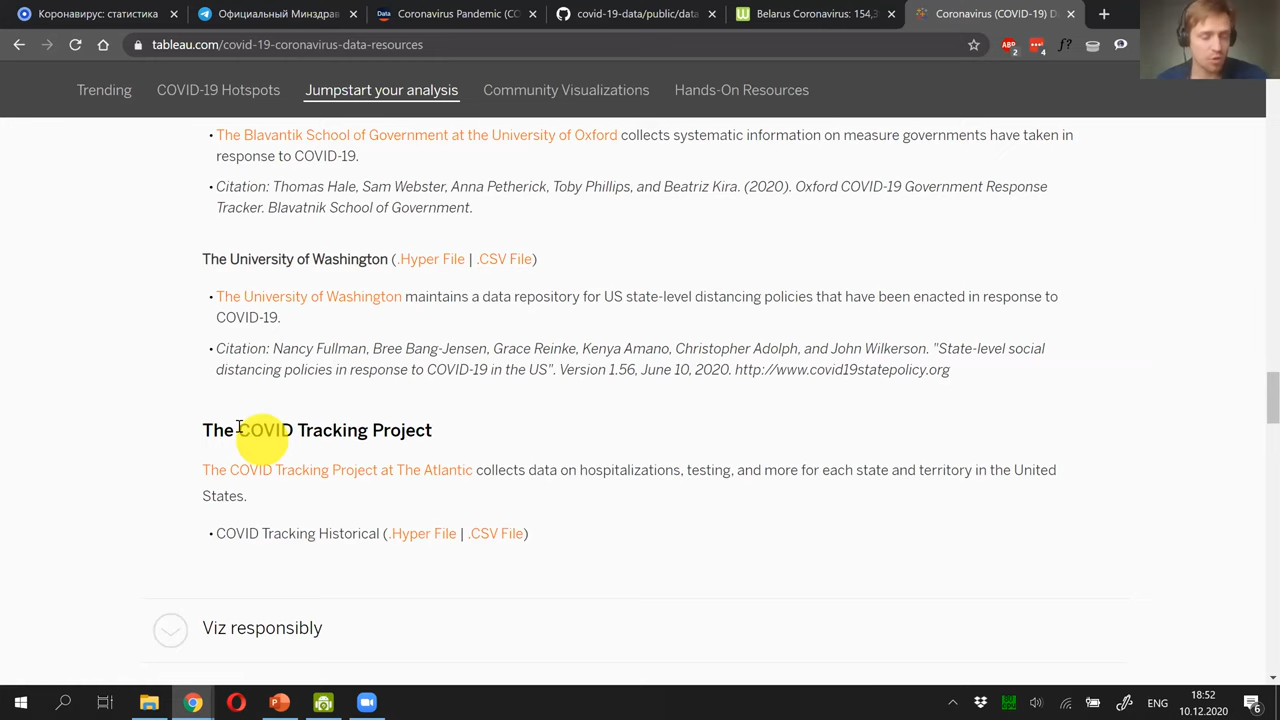 Коронавирус: статистика
Официальный Минздрав
Data
Coronavirus Pandemic (CO
covid-19-data/public/data
Belarus Coronavirus: 154,3
Coronavirus (COVID-19) D
tableau.com/covid-19-coronavirus-data-resources
ABP
2
4
f?
Trending
COVID-19 Hotspots
Jumpstart your analysis
Community Visualizations
Hands-On Resources
• The Blavantik School of Government at the University of Oxford collects systematic information on measure governments have taken in
response to COVID-19.
• Citation: Thomas Hale, Sam Webster, Anna Petherick, Toby Phillips, and Beatriz Kira. (2020). Oxford COVID-19 Government Response
Tracker. Blavatnik School of Government.
The University of Washington (.Hyper File | .CSV File)
• The University of Washington maintains a data repository for US state-level distancing policies that have been enacted in response to
COVID-19.
• Citation: Nancy Fullman, Bree Bang-Jensen, Grace Reinke, Kenya Amano, Christopher Adolph, and John Wilkerson. "State-level social
distancing policies in response to COVID-19 in the US". Version 1.56, June 10, 2020. http://www.covid19statepolicy.org
The COVID Tracking Project
The COVID Tracking Project at The Atlantic collects data on hospitalizations, testing, and more for each state and territory in the United
States.
• COVID Tracking Historical (.Hyper File | .CSV File)
Viz responsibly
ENG
18:52
10.12.2020
6